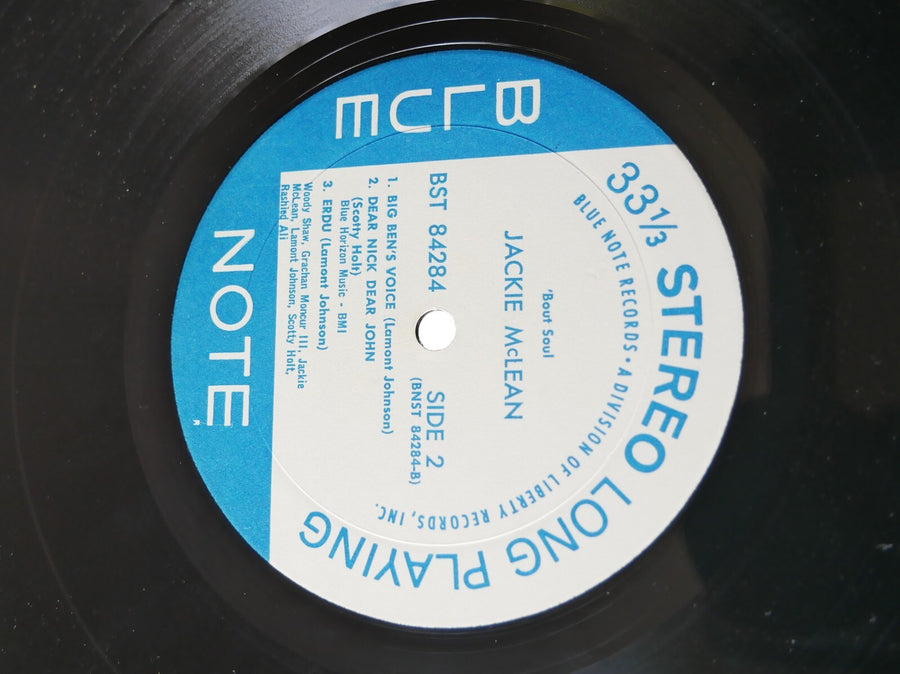 BLUE
NOTE
33 1/3 STEREO LONG PLAYING
BLUE NOTE RECORDS • A DIVISION OF LIBERTY RECORDS, INC.
'Bout Soul
JACKIE McLEAN
BST 84284 SIDE 2
(BNST 84284-B)
1. BIG BEN'S VOICE (Lamont Johnson)
2. DEAR NICK DEAR JOHN
(Scotty Holt)
Blue Horizon Music - BMI
3. ERDU (Lamont Johnson)
Woody Shaw, Grachan Moncur III, Jackie
McLean, Lamont Johnson, Scotty Holt,
Rashied Ali